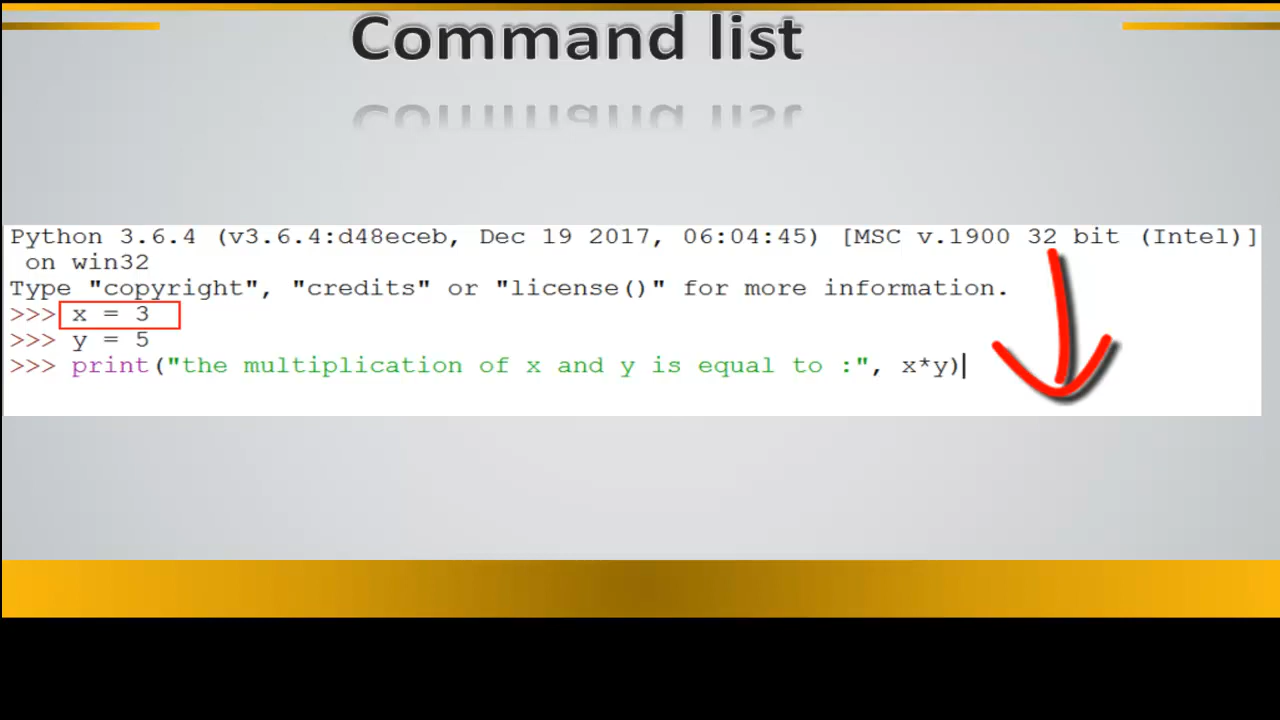 Command list
Python 3.6.4 (v3.6.4:d48eceb, Dec 19 2017, 06:04:45) [MSC v.1900 32 bit (Intel)]
on win32
Type "copyright", "credits" or "license()" for more information.
>>> x = 3
>>> y = 5
>>> print("the multiplication of x and y is equal to :", x*y)